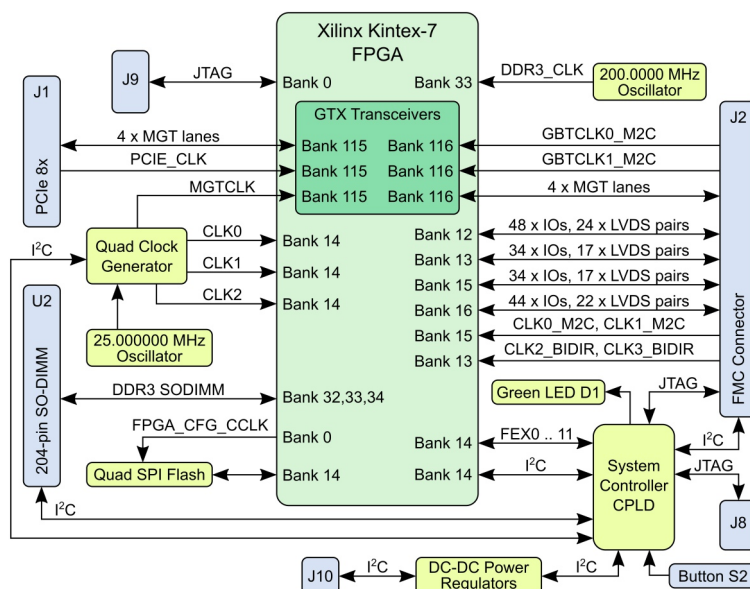 Xilinx Kintex-7
FPGA
J9
JTAG
Bank 0
Bank 33
DDR3_CLK
200.0000 MHz
Oscillator
J1
PCIe 8x
J2
FMC Connector
GTX Transceivers
4 x MGT lanes
Bank 115
Bank 116
GBTCLK0_M2C
PCIE_CLK
Bank 115
Bank 116
GBTCLK1_M2C
MGTCLK
Bank 115
Bank 116
4 x MGT lanes
I²C
Quad Clock
Generator
CLK0
Bank 14
CLK1
Bank 14
CLK2
Bank 14
Bank 12
48 x IOs, 24 x LVDS pairs
Bank 13
34 x IOs, 17 x LVDS pairs
Bank 15
34 x IOs, 17 x LVDS pairs
Bank 16
44 x IOs, 22 x LVDS pairs
Bank 15
CLK0_M2C, CLK1_M2C
Bank 13
CLK2_BIDIR, CLK3_BIDIR
25.000000 MHz
Oscillator
U2
204-pin SO-DIMM
DDR3 SODIMM
Bank 32,33,34
Green LED D1
JTAG
FPGA_CFG_CCLK
Bank 0
Bank 14
FEX0 .. 11
I²C
Quad SPI Flash
Bank 14
Bank 14
I²C
System
Controller
CPLD
JTAG
J8
I²C
J10
I²C
DC-DC Power
Regulators
I²C
Button S2